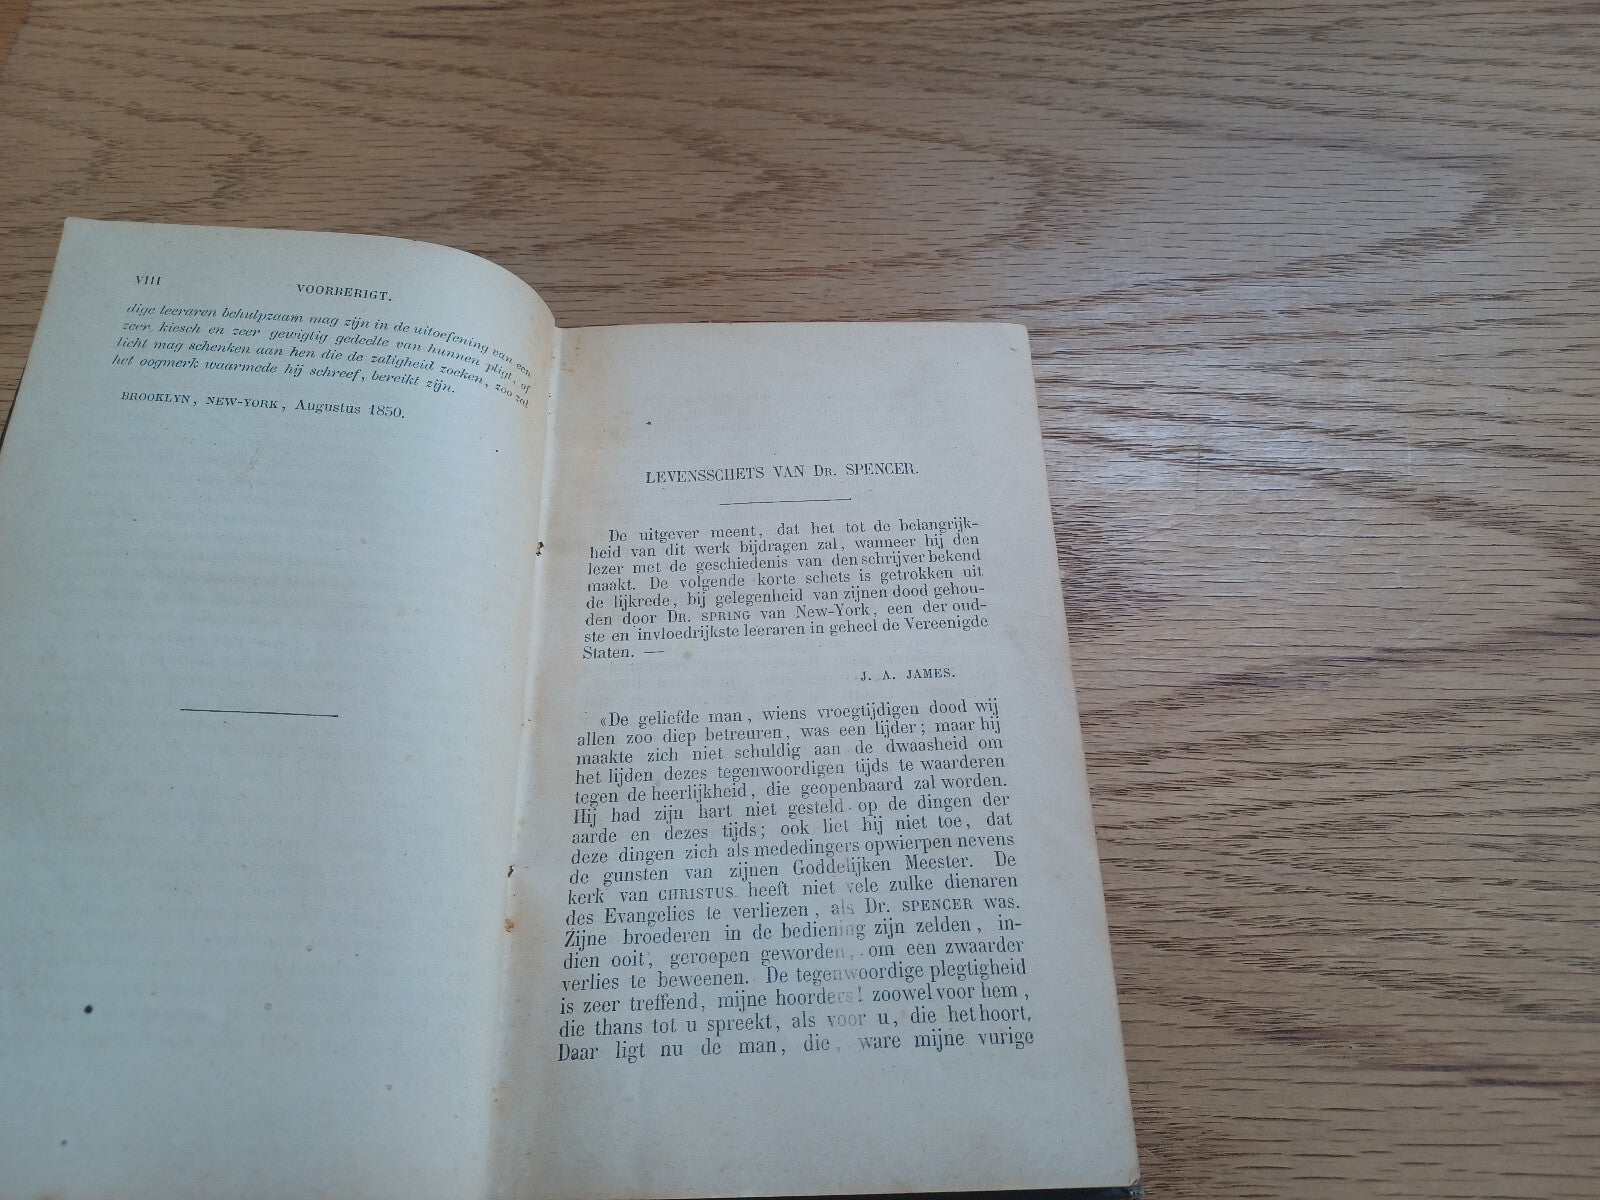 VIII
VOORBERIGT.
dige leeraren behulpzaam mag zijn in de uitoefening van een
zeer kiesch en zeer gewigtig gedeelte van hunnen pligt, of
licht mag schenken aan hen die de zaligheid zoeken, zoo zal
het oogmerk waarmede hij schreef, bereikt zijn.
BROOKLYN, NEW-YORK, Augustus 1850.
LEVENSSCHETS VAN DR. SPENCER.
De uitgever meent, dat het tot de belangrijk-
heid van dit werk bijdragen zal, wanneer hij den
lezer met de geschiedenis van den schrijver bekend
maakt. De volgende korte schets is getrokken uit
de lijkrede, bij gelegenheid van zijnen dood gehou-
den door DR. SPRING van New-York, een der oud-
ste en invloedrijkste leeraren in geheel de Vereenigde
Staten. —
J. A. JAMES.
«De geliefde man, wiens vroegtijdigen dood wij
allen zoo diep betreuren, was een lijder; maar hij
maakte zich niet schuldig aan de dwaasheid om
het lijden dezes tegenwoordigen tijds te waarderen
tegen de heerlijkheid, die geopenbaard zal worden.
Hij had zijn hart niet gesteld op de dingen der
aarde en dezes tijds; ook liet hij niet toe, dat
deze dingen zich als mededingers opwierpen nevens
de gunsten van zijnen Goddelijken Meester. De
kerk van CHRISTUS heeft niet vele zulke dienaren
des Evangelies te verliezen, als Dr. SPENCER was.
Zijne broederen in de bediening zijn zelden, in-
dien ooit, geroepen geworden, om een zwaarder
verlies te beweenen. De tegenwoordige plegtigheid
is zeer treffend, mijne hoorders! zoowel voor hem,
die thans tot u spreekt, als voor u, die het hoort.
Daar ligt nu de man, die, ware mijne vurige